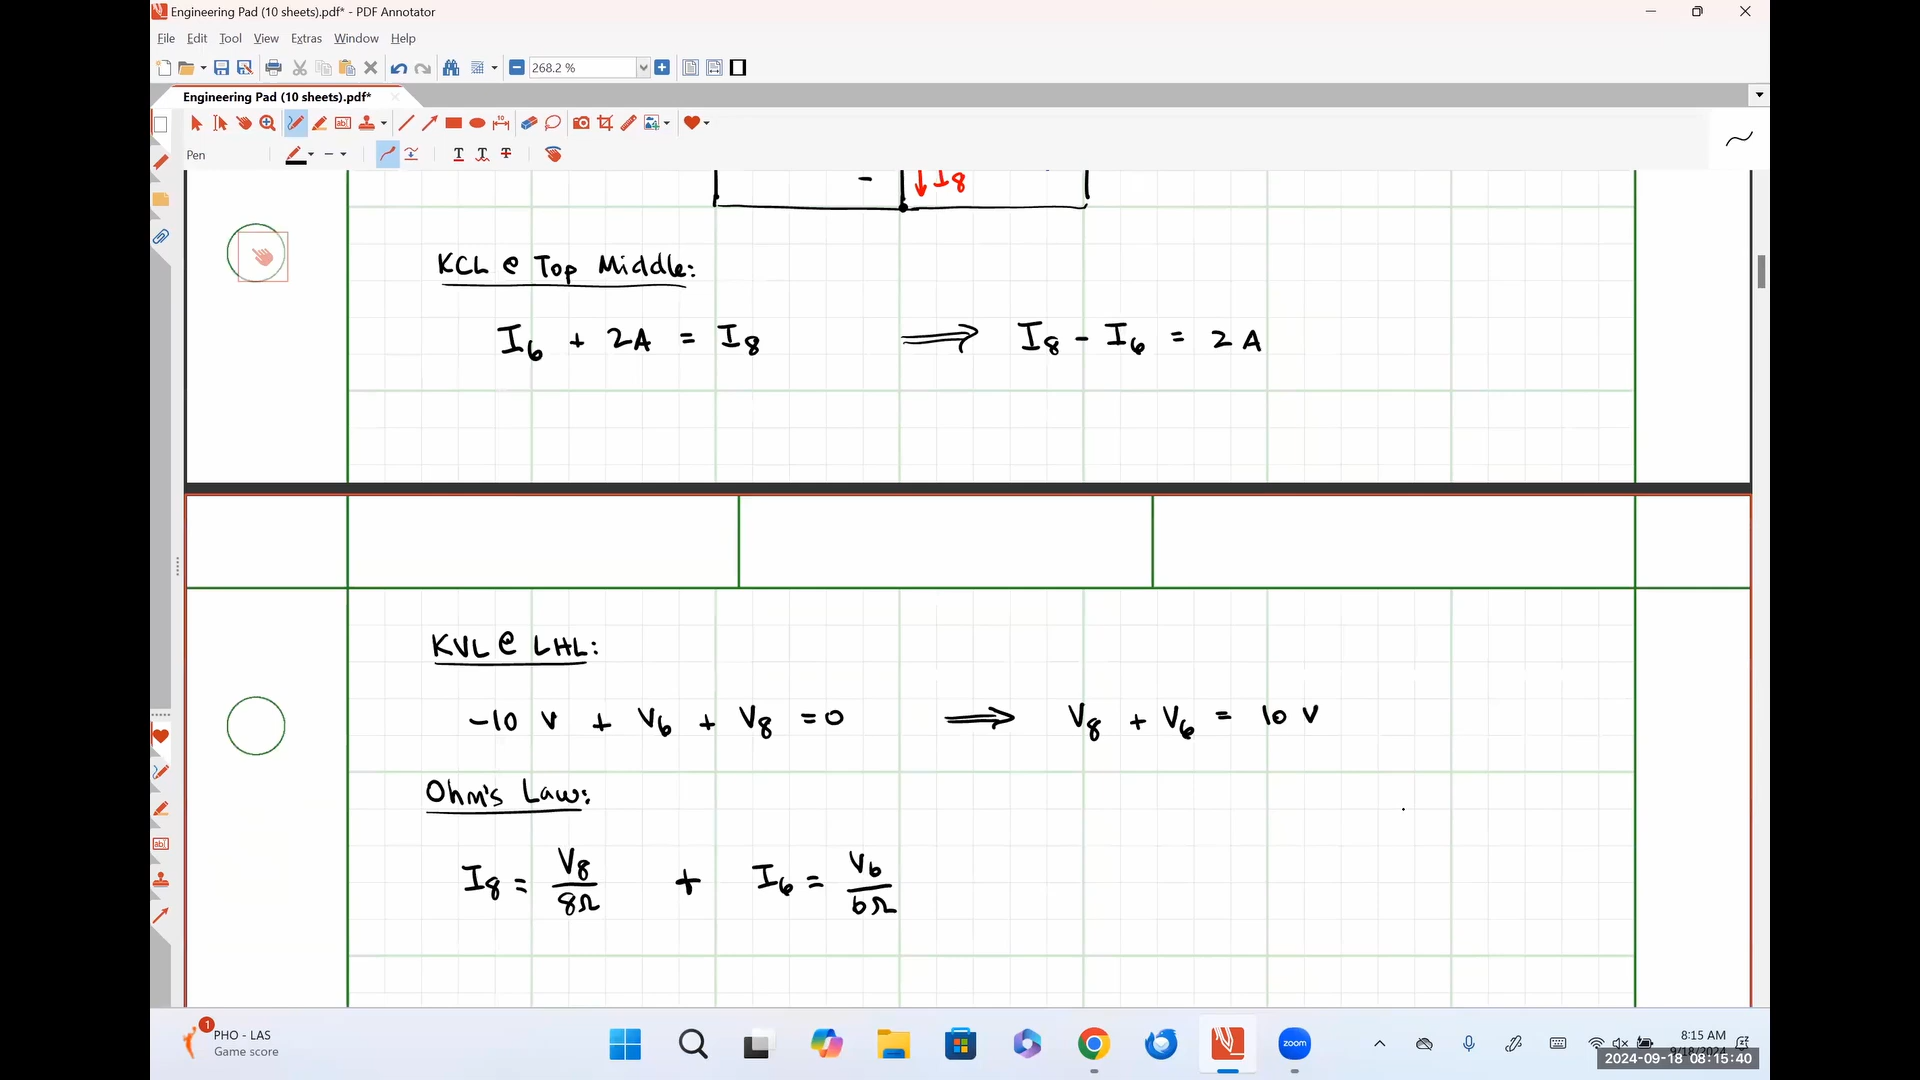 Engineering Pad (10 sheets).pdf* - PDF Annotator
File Edit Tool View Extras Window Help
268.2 %
Engineering Pad (10 sheets).pdf*
Pen
- ↓ I8
KCL @ Top Middle:
I6 + 2A = I8 ⟹ I8 - I6 = 2 A
KVL @ LHL:
-10 V + V6 + V8 = 0 ⟹ V8 + V6 = 10 V
Ohm's Law:
I8 = V8/8Ω + I6 = V6/6Ω
1
PHO - LAS
Game score
zoom
8:15 AM
2024-09-18 08:15:40